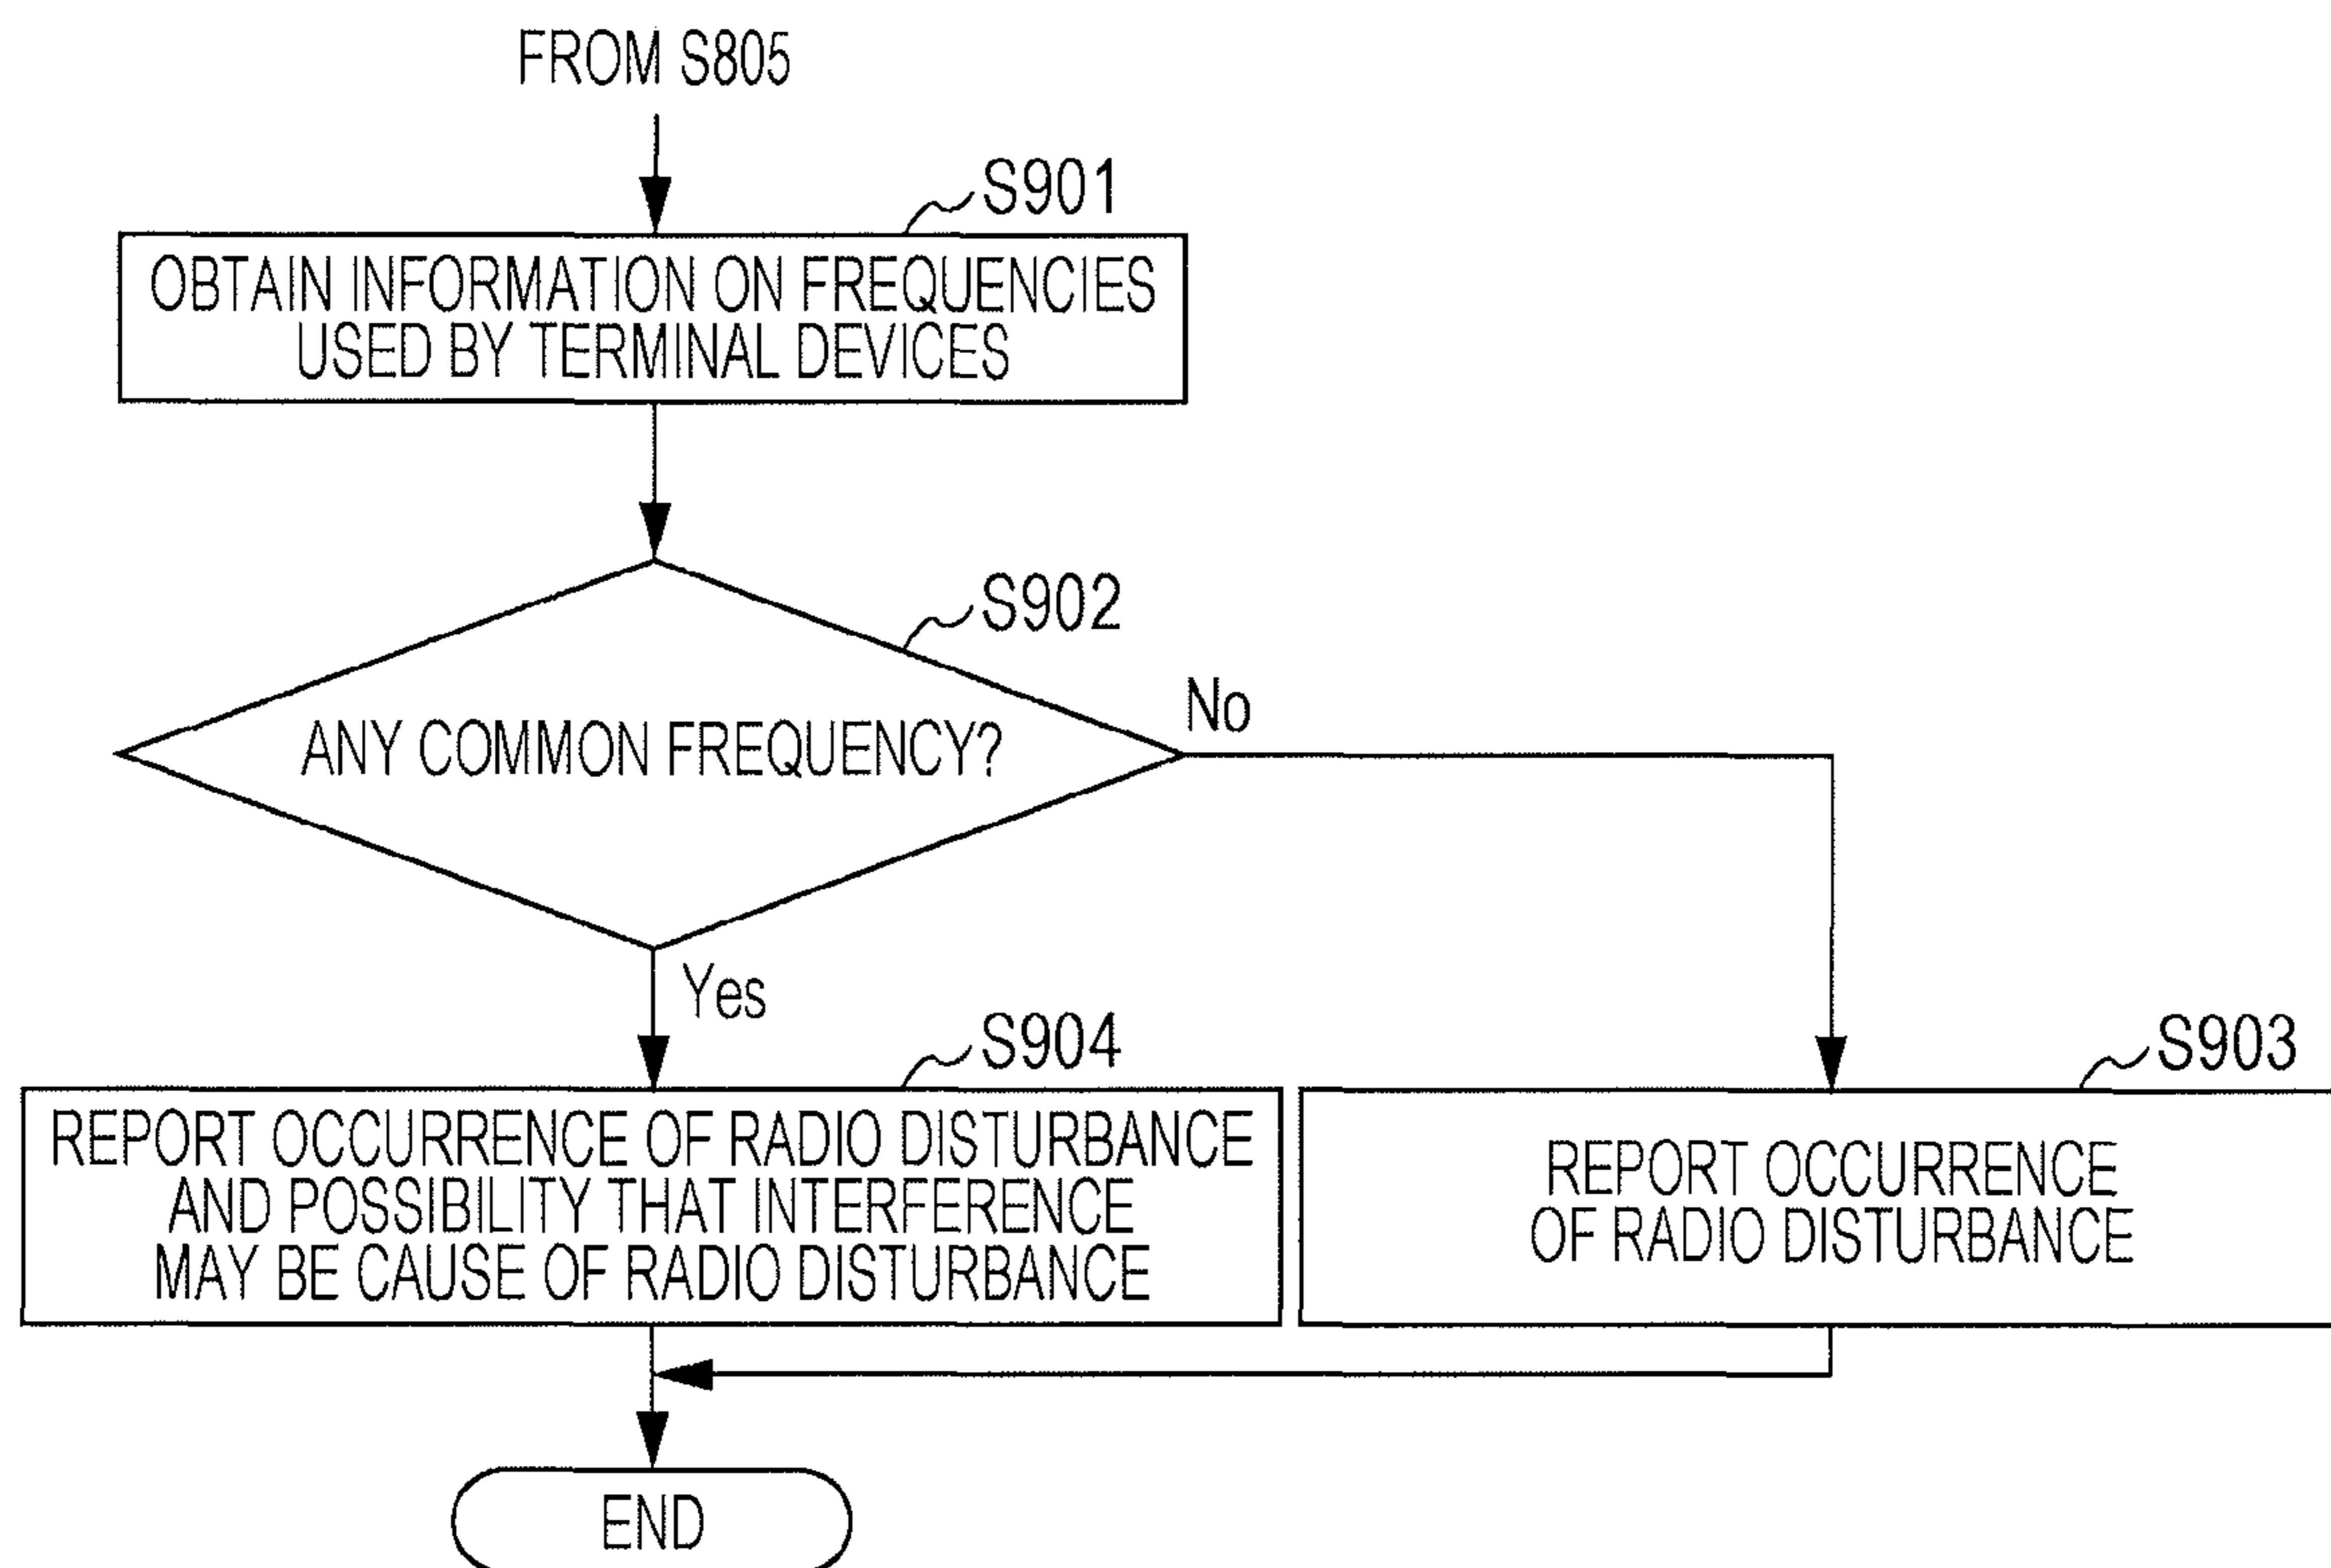 FROM S805
S901
OBTAIN INFORMATION ON FREQUENCIES
USED BY TERMINAL DEVICES
S902
ANY COMMON FREQUENCY?
No
Yes
S904
REPORT OCCURRENCE OF RADIO DISTURBANCE
AND POSSIBILITY THAT INTERFERENCE
MAY BE CAUSE OF RADIO DISTURBANCE
S903
REPORT OCCURRENCE
OF RADIO DISTURBANCE
END